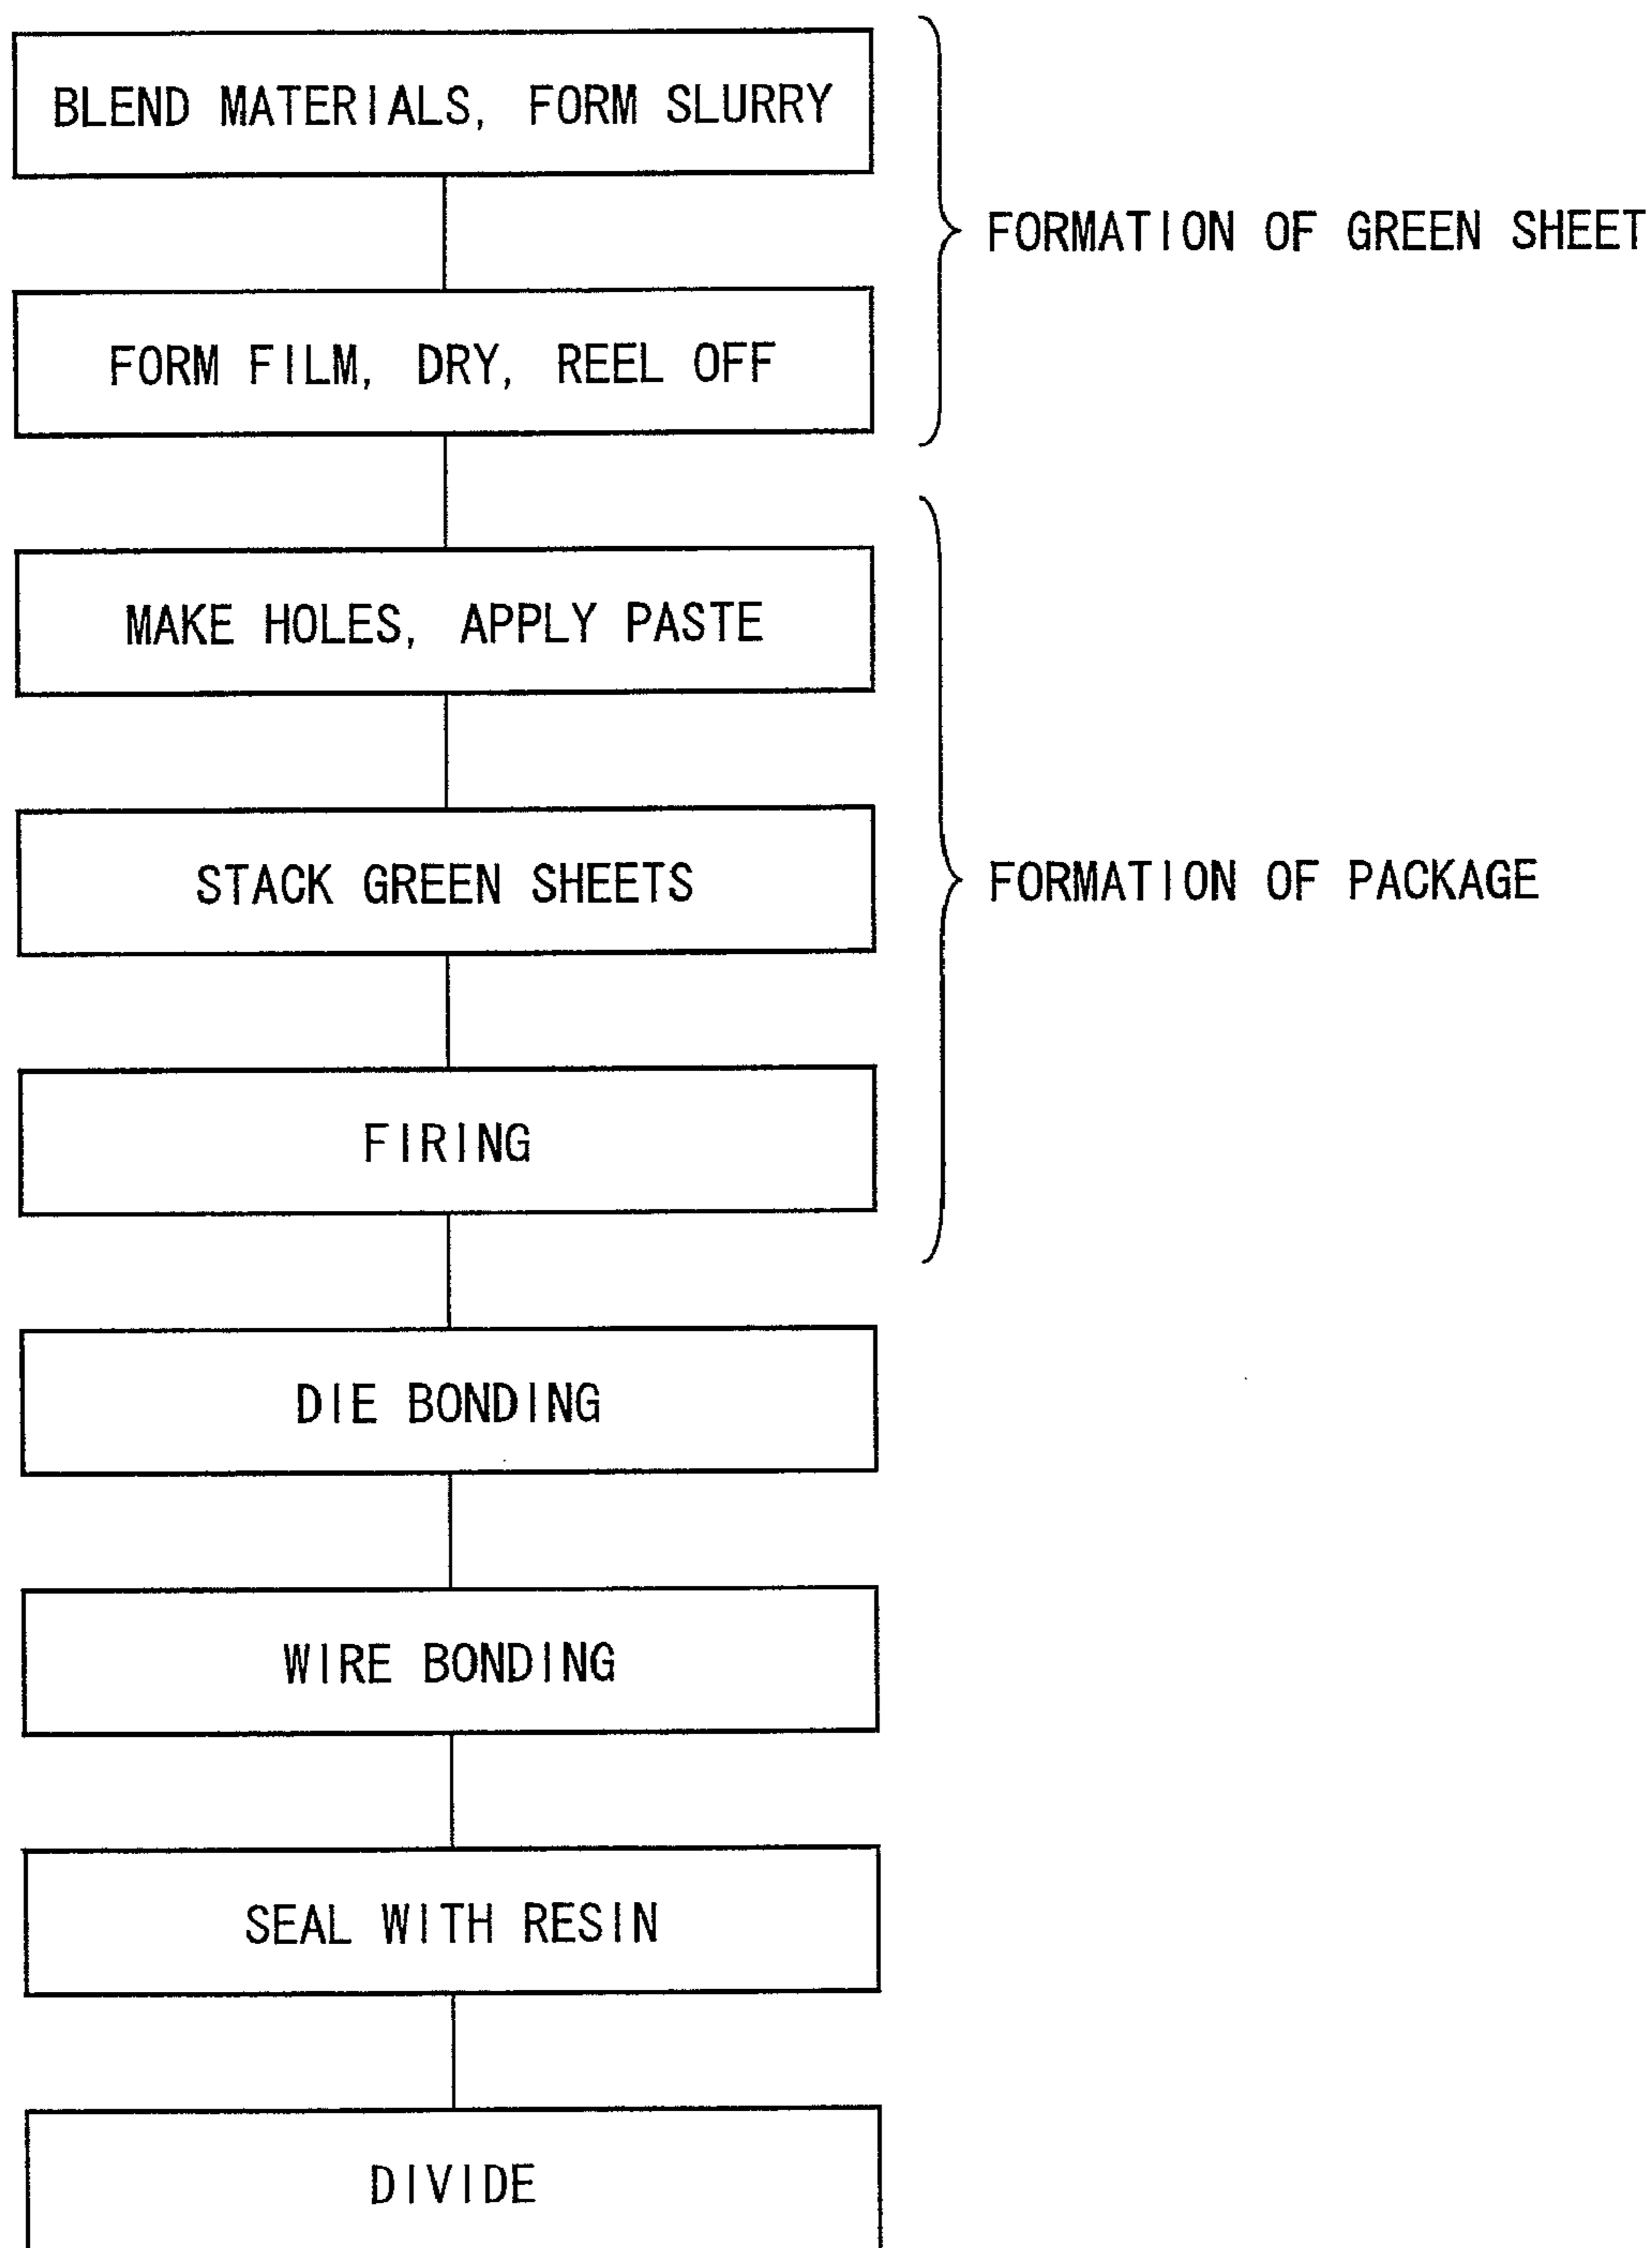 BLEND MATERIALS, FORM SLURRY
FORMATION OF GREEN SHEET
FORM FILM, DRY, REEL OFF
MAKE HOLES, APPLY PASTE
STACK GREEN SHEETS
FORMATION OF PACKAGE
FIRING
DIE BONDING
WIRE BONDING
SEAL WITH RESIN
DIVIDE